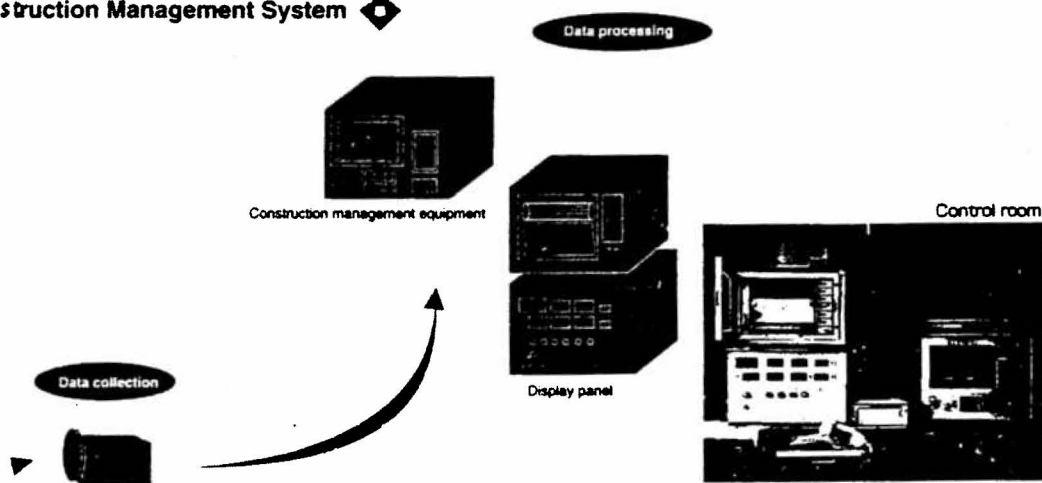 struction Management System
Data processing
Construction management equipment
Control room
Display panel
Data collection